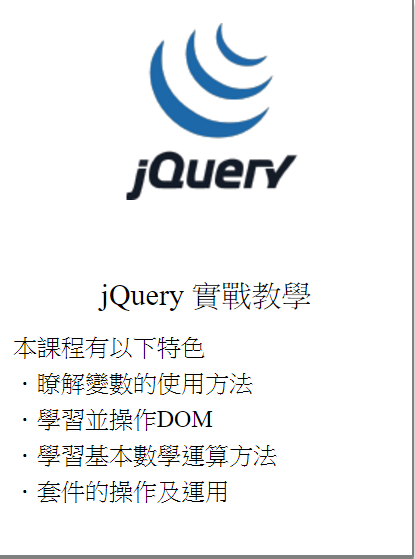 jQuery
jQuery 實戰教學
本課程有以下特色
．瞭解變數的使用方法
．學習並操作DOM
．學習基本數學運算方法
．套件的操作及運用